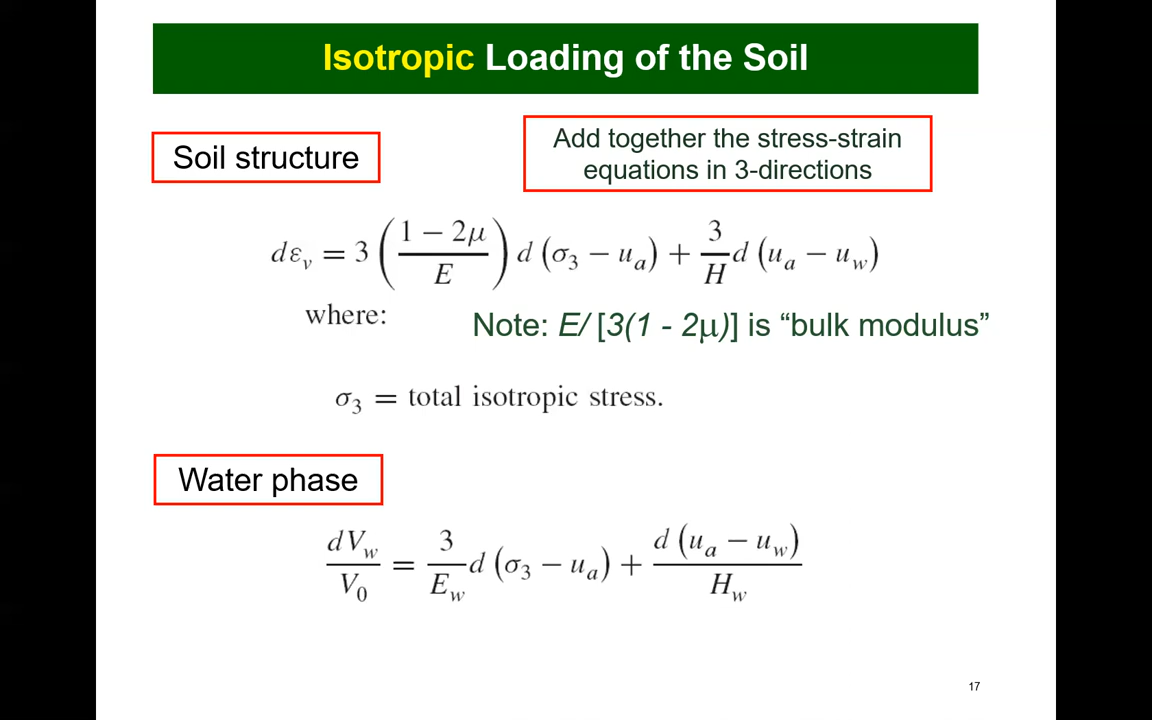 Isotropic Loading of the Soil
Soil structure
Add together the stress-strain
equations in 3-directions
dε_v = 3 ( (1 − 2μ) / E ) d (σ_3 − u_a) + (3 / H) d (u_a − u_w)
where:
Note: E/ [3(1 - 2μ)] is “bulk modulus”
σ_3 = total isotropic stress.
Water phase
dV_w / V_0 = (3 / E_w) d (σ_3 − u_a) + d (u_a − u_w) / H_w
17